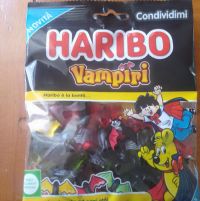 Condividimi
NOVITÀ
HARIBO
Vampiri
Haribo è la bontà...